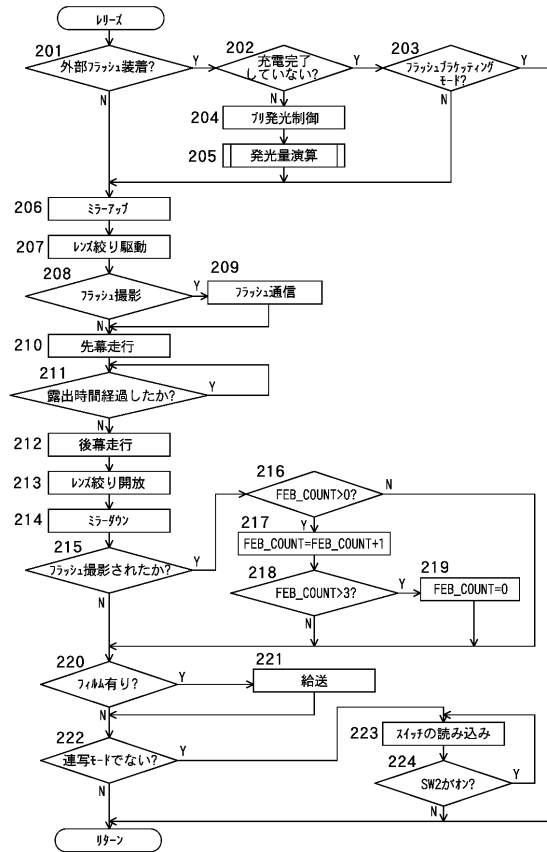 レリーズ
201
外部フラッシュ装着?
Y
N
202
充電完了
していない?
Y
N
203
フラッシュブラケッティング
モード?
Y
N
204
プリ発光制御
205
発光量演算
206
ミラーアップ
207
レンズ絞り駆動
208
フラッシュ撮影
Y
N
209
フラッシュ通信
210
先幕走行
211
露出時間経過したか?
Y
N
212
後幕走行
213
レンズ絞り開放
214
ミラーダウン
215
フラッシュ撮影されたか?
Y
N
216
FEB_COUNT>0?
N
Y
217
FEB_COUNT=FEB_COUNT+1
218
FEB_COUNT>3?
Y
N
219
FEB_COUNT=0
220
フィルム有り?
Y
N
221
給送
222
連写モードでない?
Y
N
223
スイッチの読み込み
224
SW2がオン?
Y
N
リターン